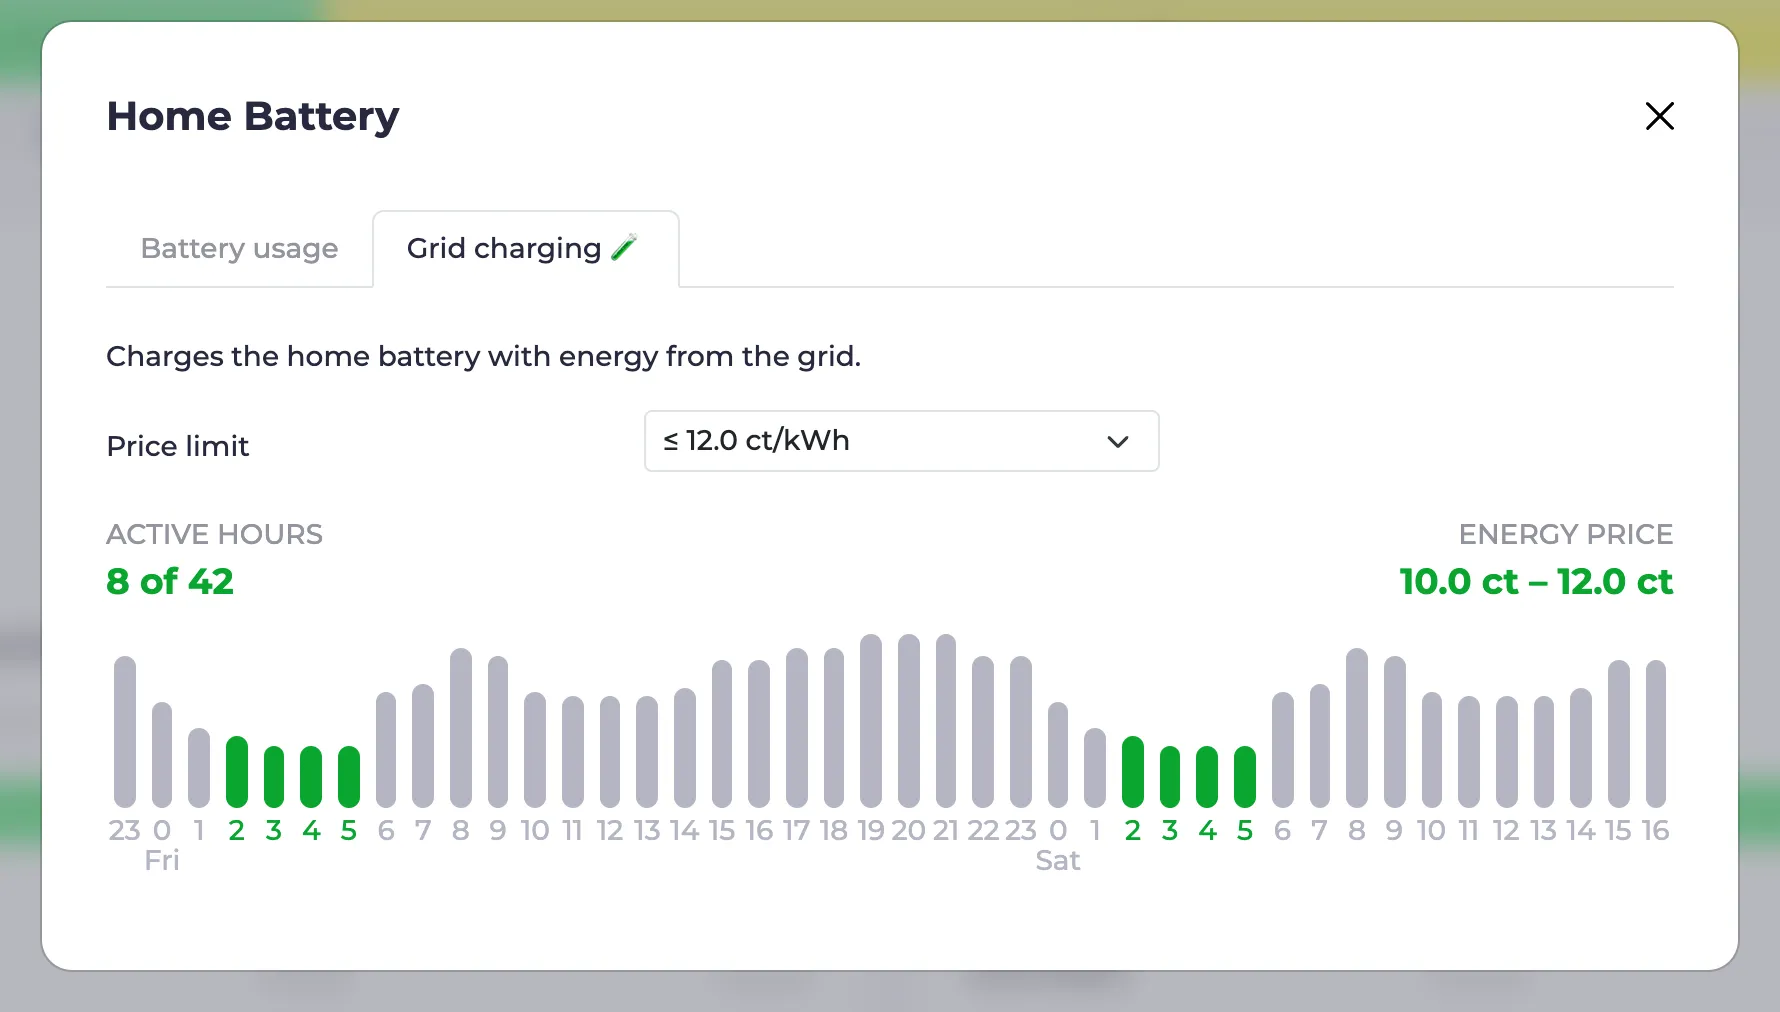 Home Battery
Battery usage
Grid charging
Charges the home battery with energy from the grid.
Price limit
≤ 12.0 ct/kWh
ACTIVE HOURS
8 of 42
ENERGY PRICE
10.0 ct – 12.0 ct
23 0 1 2 3 4 5 6 7 8 9 10 11 12 13 14 15 16 17 18 19 20 21 22 23 0 1 2 3 4 5 6 7 8 9 10 11 12 13 14 15 16
Fri Sat